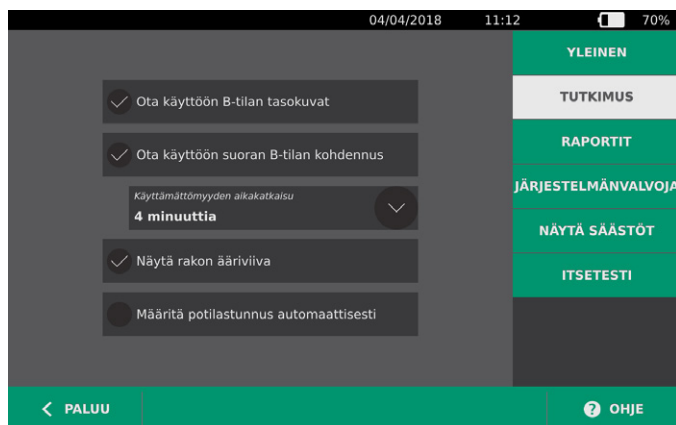 04/04/2018 11:12 70%
Ota käyttöön B-tilan tasokuvat
Ota käyttöön suoran B-tilan kohdennus
Käyttämättömyyden aikakatkaisu
4 minuuttia
Näytä rakon ääriviiva
Määritä potilastunnus automaattisesti
YLEINEN
TUTKIMUS
RAPORTIT
JÄRJESTELMÄNVALVOJA
NÄYTÄ SÄÄSTÖT
ITSETESTI
PALUU
? OHJE